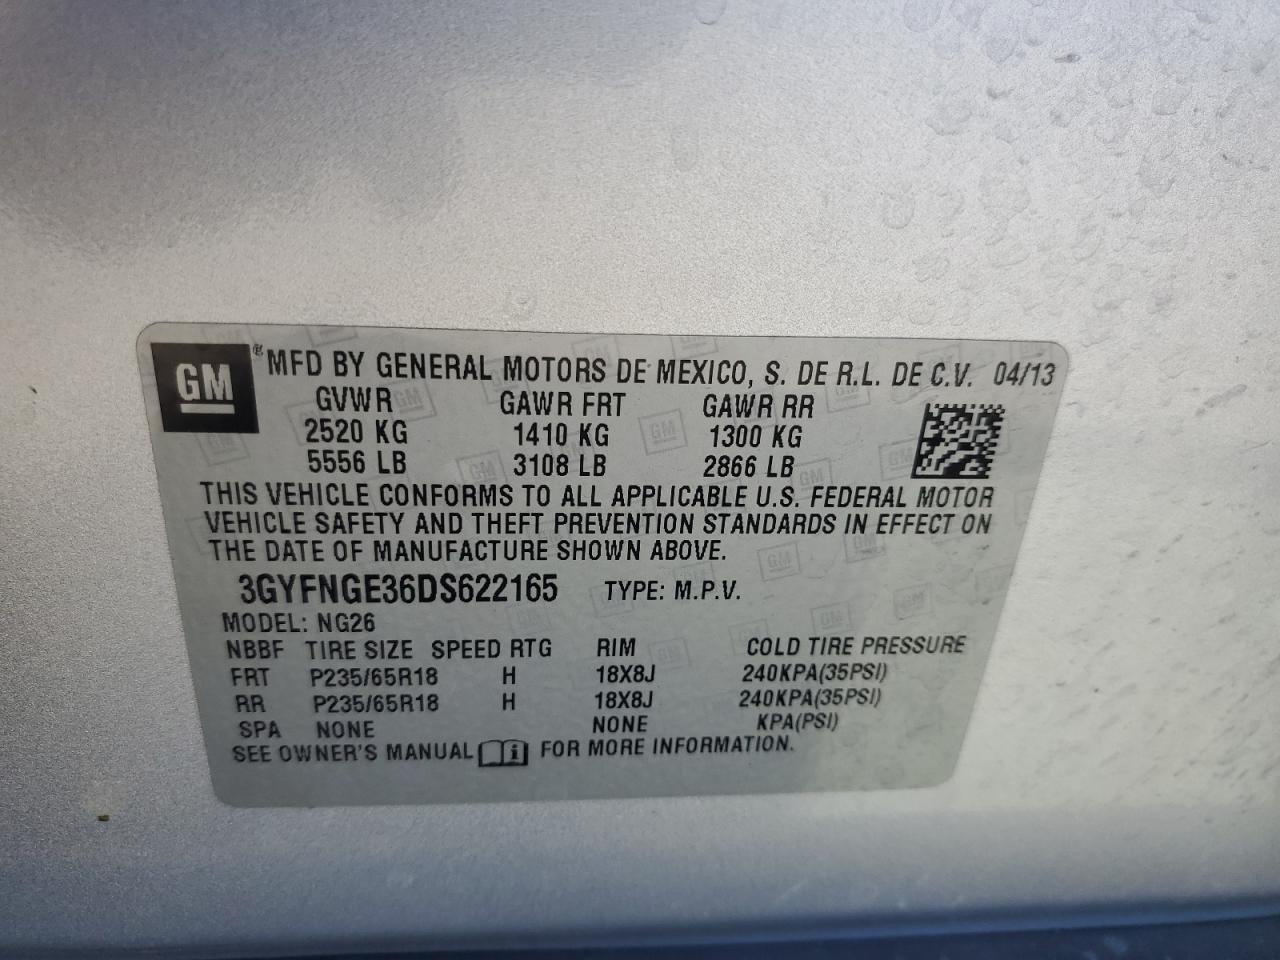 GM ® MFD BY GENERAL MOTORS DE MEXICO, S. DE R.L. DE C.V. 04/13
GVWR GAWR FRT GAWR RR
2520 KG 1410 KG 1300 KG
5556 LB 3108 LB 2866 LB
THIS VEHICLE CONFORMS TO ALL APPLICABLE U.S. FEDERAL MOTOR
VEHICLE SAFETY AND THEFT PREVENTION STANDARDS IN EFFECT ON
THE DATE OF MANUFACTURE SHOWN ABOVE.
3GYFNGE36DS622165 TYPE: M.P.V.
MODEL: NG26
NBBF TIRE SIZE SPEED RTG RIM COLD TIRE PRESSURE
FRT P235/65R18 H 18X8J 240KPA(35PSI)
RR P235/65R18 H 18X8J 240KPA(35PSI)
SPA NONE NONE KPA(PSI)
SEE OWNER'S MANUAL FOR MORE INFORMATION.